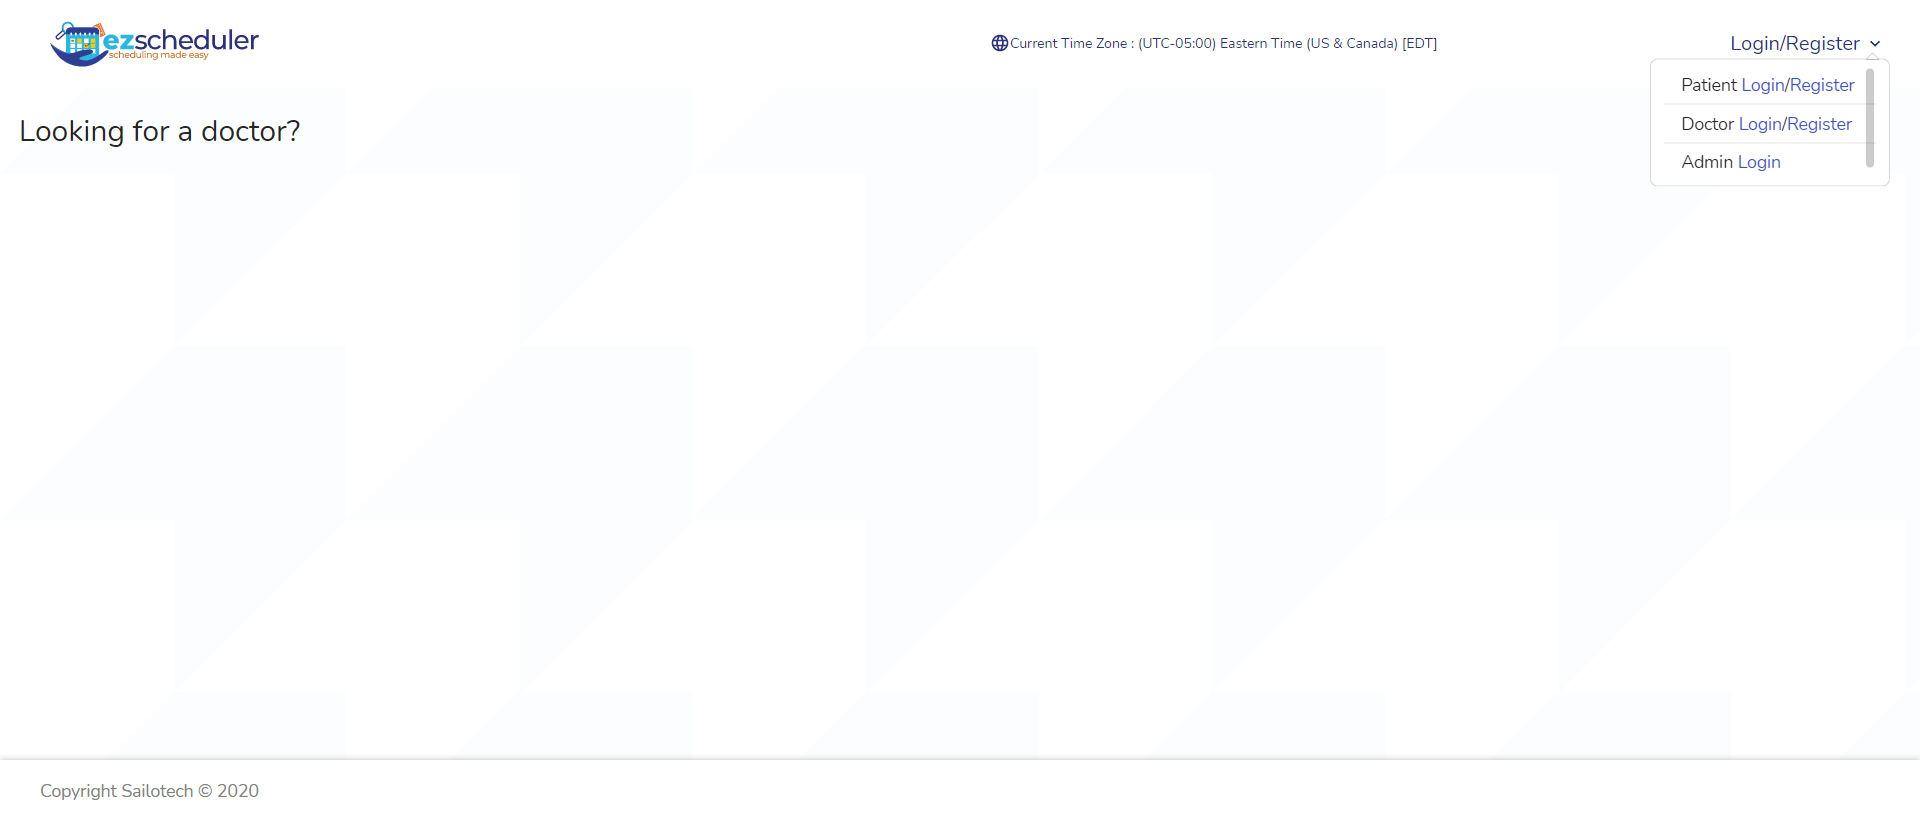 ezscheduler
scheduling made easy
Current Time Zone : (UTC-05:00) Eastern Time (US & Canada) [EDT]
Login/Register
Patient Login/Register
Doctor Login/Register
Admin Login
Looking for a doctor?
Copyright Sailotech © 2020